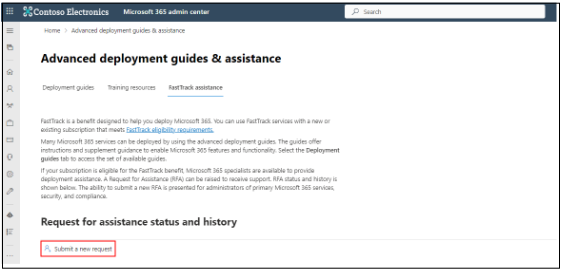 Contoso Electronics Microsoft 365 admin center Search
Home / Advanced deployment guides & assistance
Advanced deployment guides & assistance
Deployment guides Training resources FastTrack assistance
FastTrack is a benefit designed to help you deploy Microsoft 365. You can use FastTrack services with a new or
existing subscription that meets FastTrack eligibility requirements.
Many Microsoft 365 services can be deployed by using the advanced deployment guides. The guides offer
instructions and supplement guidance to enable Microsoft 365 features and functionality. Select the Deployment
guides tab to access the set of available guides.
If your subscription is eligible for the FastTrack benefit, Microsoft 365 specialists are available to provide
deployment assistance. A Request for Assistance (RFA) can be raised to receive support. RFA status and history is
shown below. The ability to submit a new RFA is presented for administrators of primary Microsoft 365 services,
security, and compliance.
Request for assistance status and history
Submit a new request